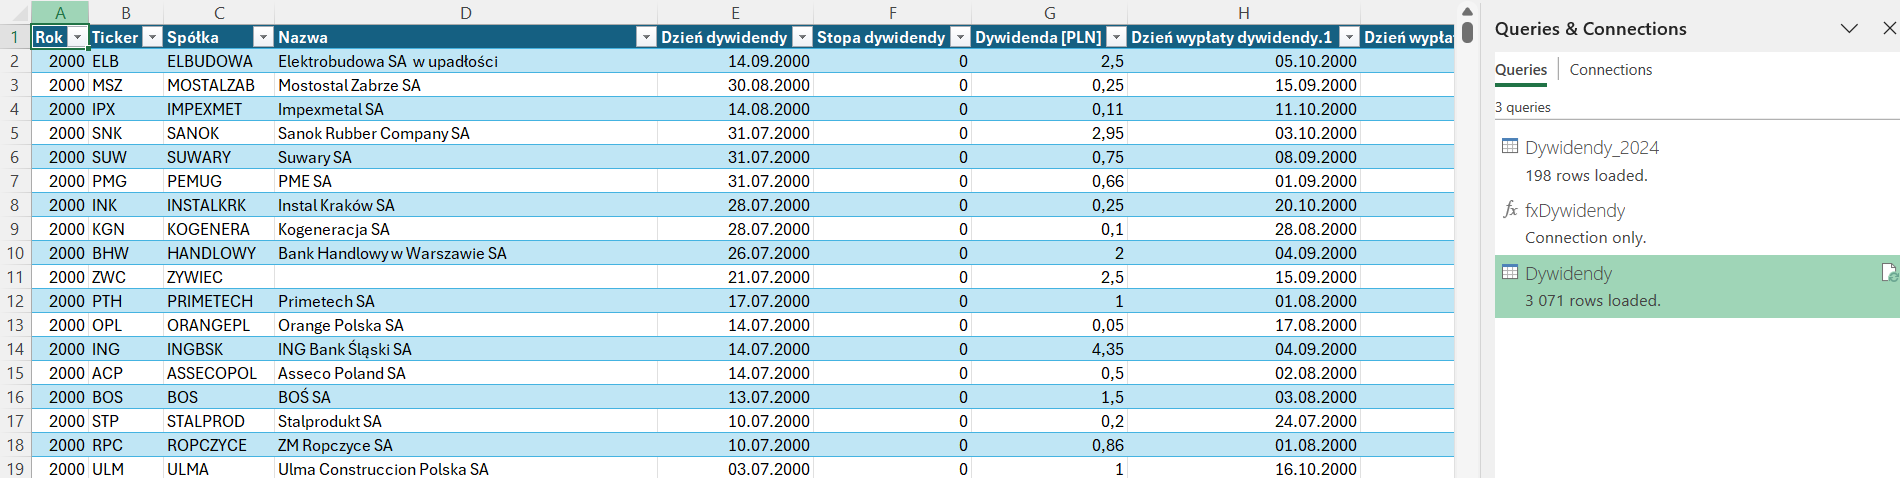 A B C D E F G H
1 Rok Ticker Spółka Nazwa Dzień dywidendy Stopa dywidendy Dywidenda [PLN] Dzień wypłaty dywidendy.1 Dzień wypła
2 2000 ELB ELBUDOWA Elektrobudowa SA w upadłości 14.09.2000 0 2,5 05.10.2000
3 2000 MSZ MOSTALZAB Mostostal Zabrze SA 30.08.2000 0 0,25 15.09.2000
4 2000 IPX IMPEXMET Impexmetal SA 14.08.2000 0 0,11 11.10.2000
5 2000 SNK SANOK Sanok Rubber Company SA 31.07.2000 0 2,95 03.10.2000
6 2000 SUW SUWARY Suwary SA 31.07.2000 0 0,75 08.09.2000
7 2000 PMG PEMUG PME SA 31.07.2000 0 0,66 01.09.2000
8 2000 INK INSTALKRK Instal Kraków SA 28.07.2000 0 0,25 20.10.2000
9 2000 KGN KOGENERA Kogeneracja SA 28.07.2000 0 0,1 28.08.2000
10 2000 BHW HANDLOWY Bank Handlowy w Warszawie SA 26.07.2000 0 2 04.09.2000
11 2000 ZWC ZYWIEC 21.07.2000 0 2,5 15.09.2000
12 2000 PTH PRIMETECH Primetech SA 17.07.2000 0 1 01.08.2000
13 2000 OPL ORANGEPL Orange Polska SA 14.07.2000 0 0,05 17.08.2000
14 2000 ING INGBSK ING Bank Śląski SA 14.07.2000 0 4,35 04.09.2000
15 2000 ACP ASSECOPOL Asseco Poland SA 14.07.2000 0 0,5 02.08.2000
16 2000 BOS BOS BOŚ SA 13.07.2000 0 1,5 03.08.2000
17 2000 STP STALPROD Stalprodukt SA 10.07.2000 0 0,2 24.07.2000
18 2000 RPC ROPCZYCE ZM Ropczyce SA 10.07.2000 0 0,86 01.08.2000
19 2000 ULM ULMA Ulma Construccion Polska SA 03.07.2000 0 1 16.10.2000
Queries & Connections
Queries Connections
3 queries
Dywidendy_2024
198 rows loaded.
fx fxDywidendy
Connection only.
Dywidendy
3 071 rows loaded.